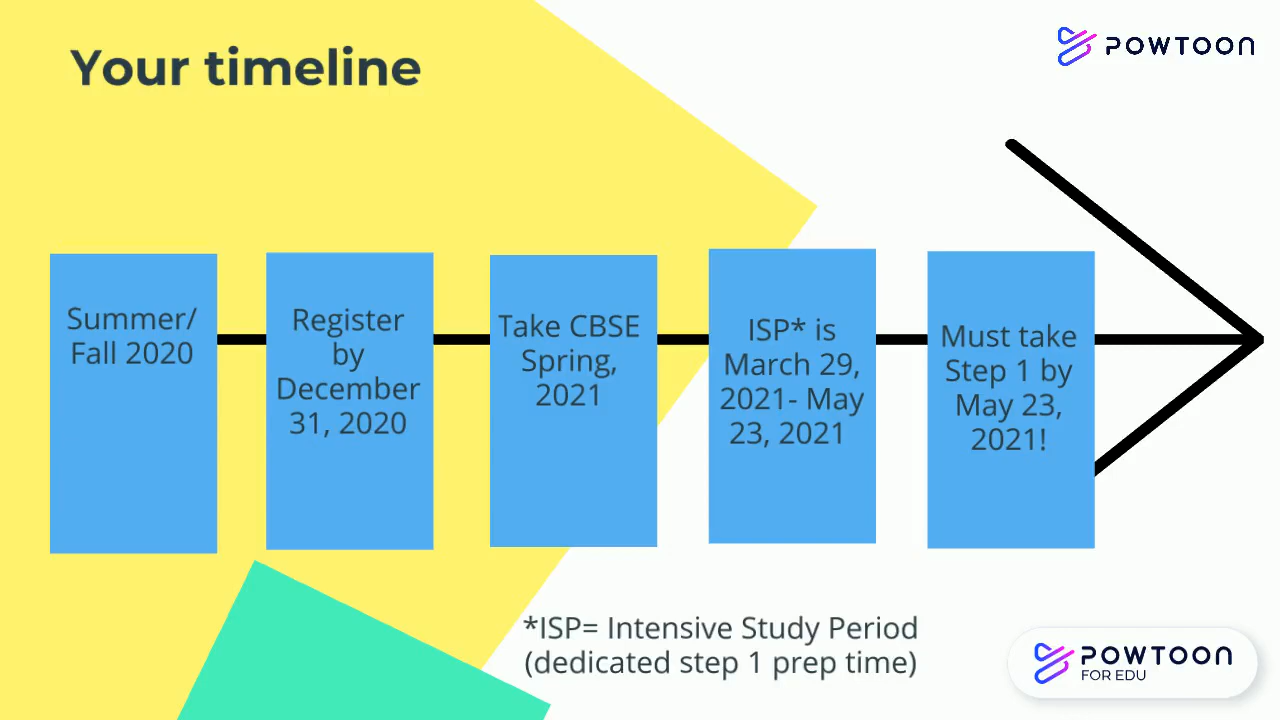 Your timeline
POWTOON
Summer/
Fall 2020
Register
by
December
31, 2020
Take CBSE
Spring,
2021
ISP* is
March 29,
2021- May
23, 2021
Must take
Step 1 by
May 23,
2021!
*ISP= Intensive Study Period
(dedicated step 1 prep time)
POWTOON
FOR EDU